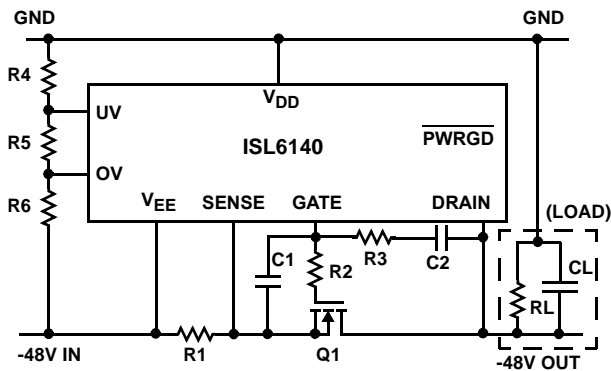 GND GND
R4
UV
VDD
R5
ISL6140
PWRGD
OV
R6
VEE SENSE GATE DRAIN
(LOAD)
C1
R2
R3
C2
CL
RL
-48V IN
R1
Q1
-48V OUT